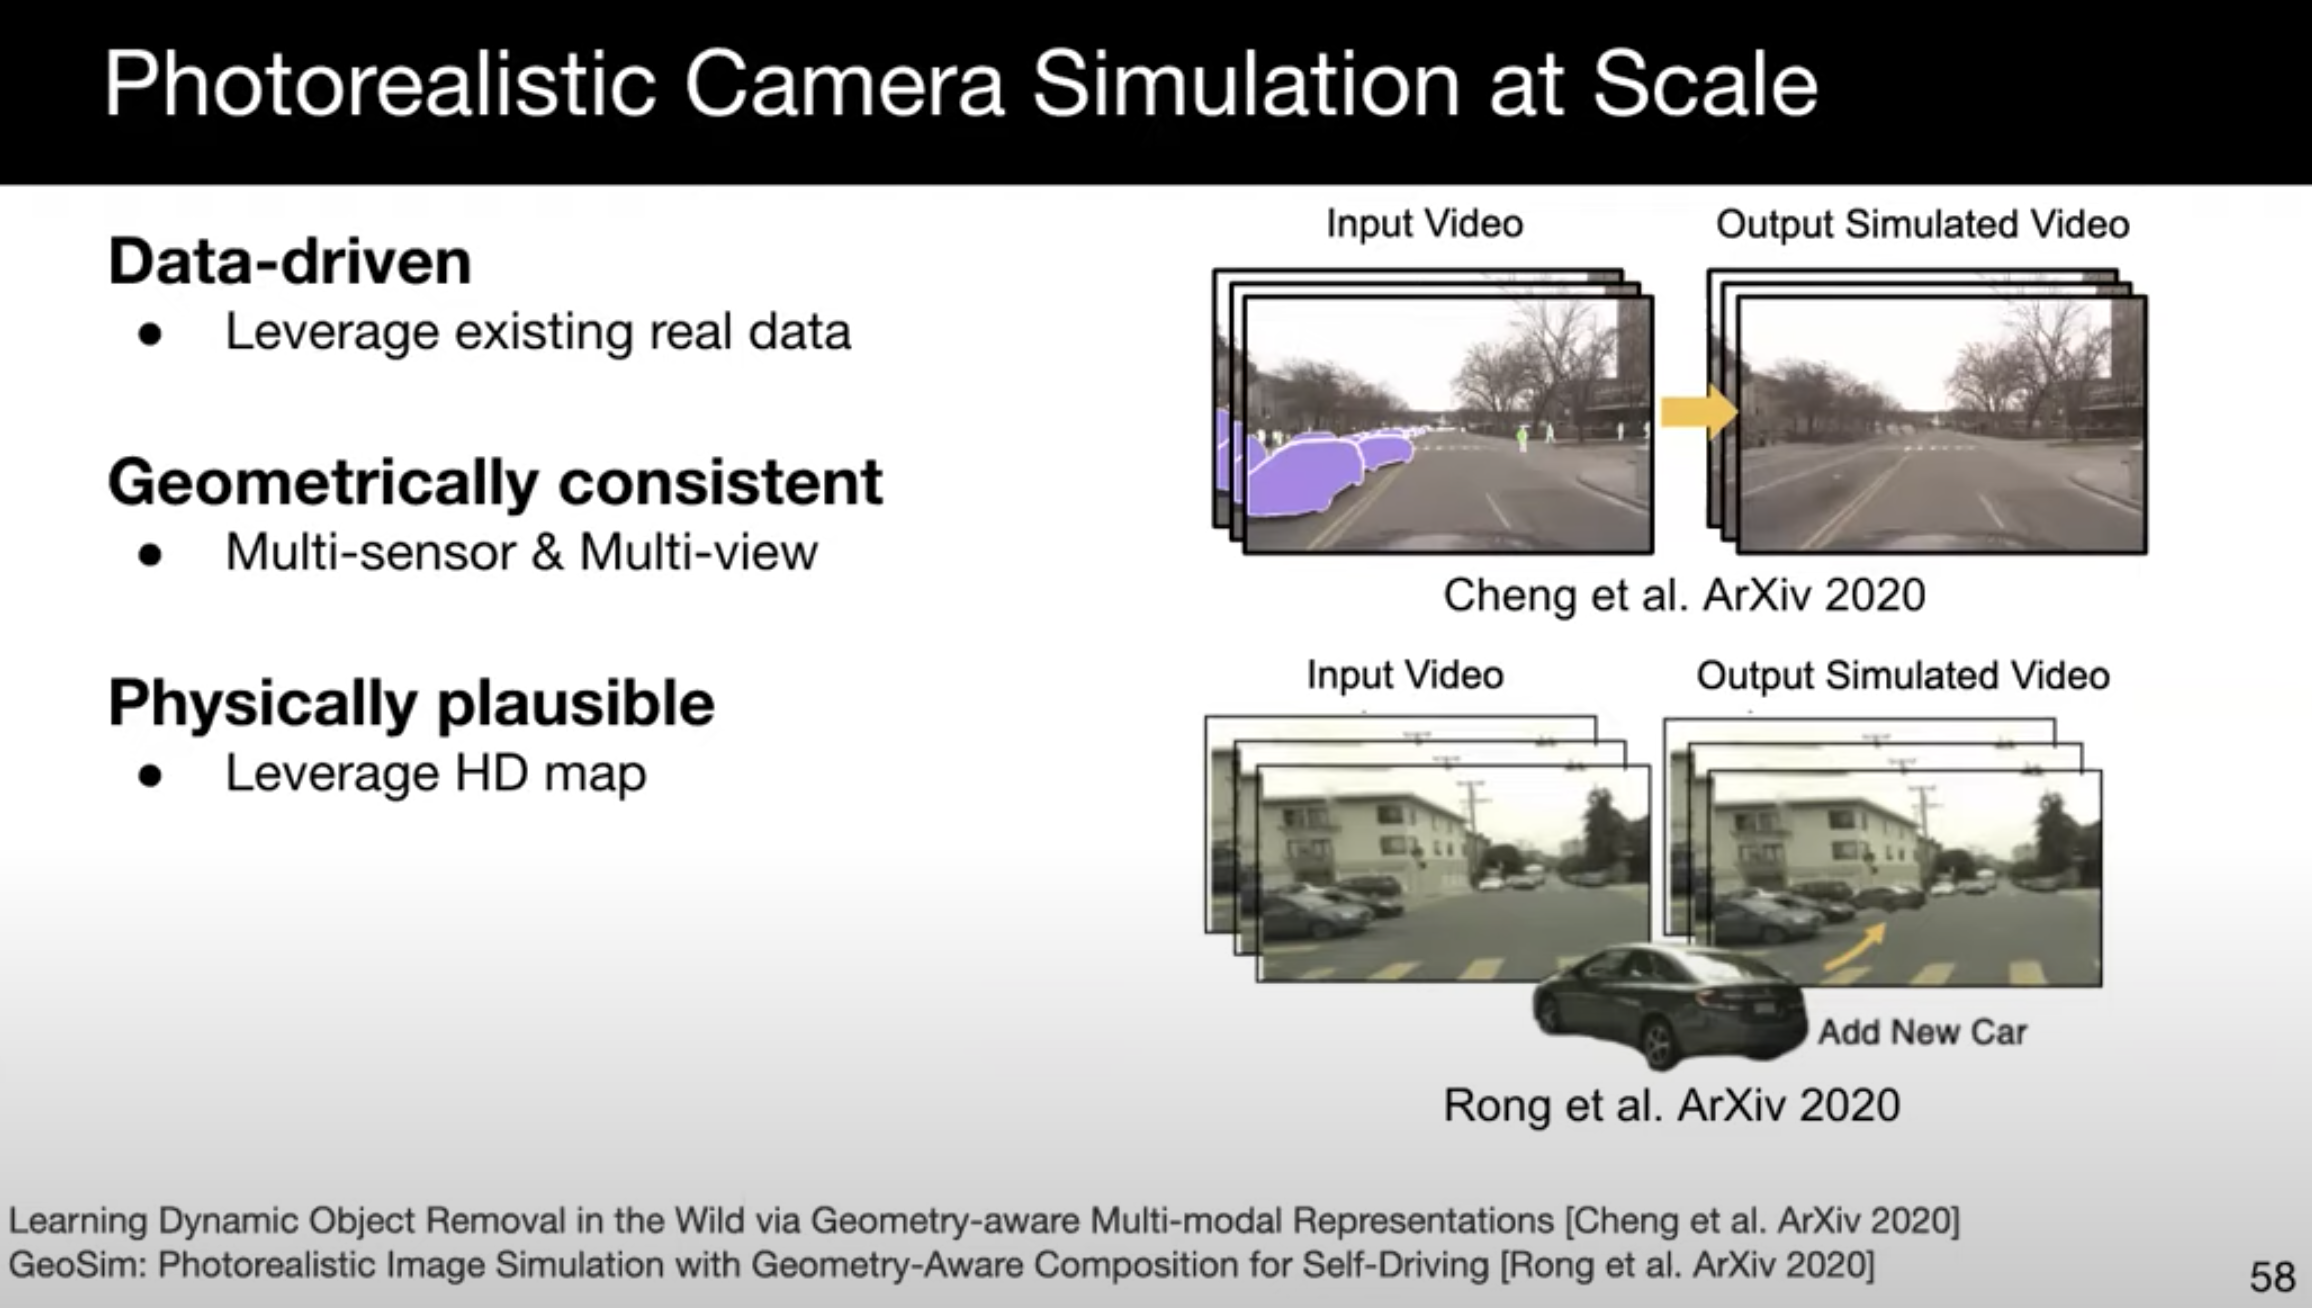 Photorealistic Camera Simulation at Scale
Data-driven
● Leverage existing real data
Geometrically consistent
● Multi-sensor & Multi-view
Physically plausible
● Leverage HD map
Input Video
Output Simulated Video
Cheng et al. ArXiv 2020
Input Video
Output Simulated Video
Add New Car
Rong et al. ArXiv 2020
Learning Dynamic Object Removal in the Wild via Geometry-aware Multi-modal Representations [Cheng et al. ArXiv 2020]
GeoSim: Photorealistic Image Simulation with Geometry-Aware Composition for Self-Driving [Rong et al. ArXiv 2020]
58